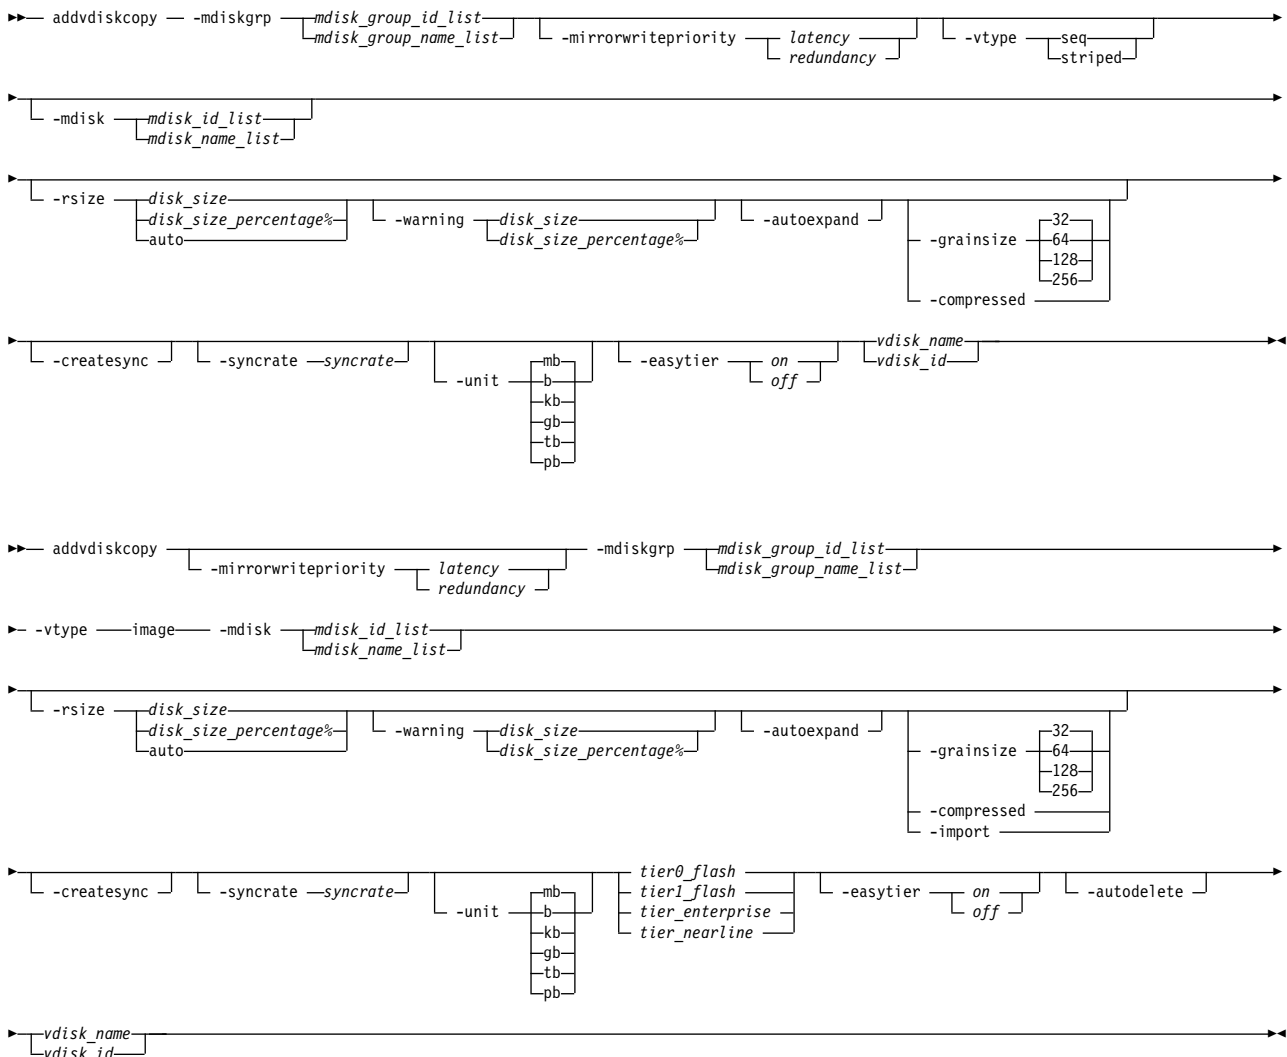 addvdiskcopy -mdiskgrp mdisk_group_id_list
mdisk_group_name_list
-mirrorwritepriority latency
redundancy
-vtype seq
striped
-mdisk mdisk_id_list
mdisk_name_list
-rsize disk_size
disk_size_percentage%
auto
-warning disk_size
disk_size_percentage%
-autoexpand
-grainsize 32
64
128
256
-compressed
-createsync
-syncrate syncrate
-unit mb
b
kb
gb
tb
pb
-easytier on
off
vdisk_name
vdisk_id
addvdiskcopy
-mirrorwritepriority latency
redundancy
-mdiskgrp mdisk_group_id_list
mdisk_group_name_list
-vtype image -mdisk mdisk_id_list
mdisk_name_list
-rsize disk_size
disk_size_percentage%
auto
-warning disk_size
disk_size_percentage%
-autoexpand
-grainsize 32
64
128
256
-compressed
-import
-createsync
-syncrate syncrate
-unit mb
b
kb
gb
tb
pb
tier0_flash
tier1_flash
tier_enterprise
tier_nearline
-easytier on
off
-autodelete
vdisk_name
vdisk_id